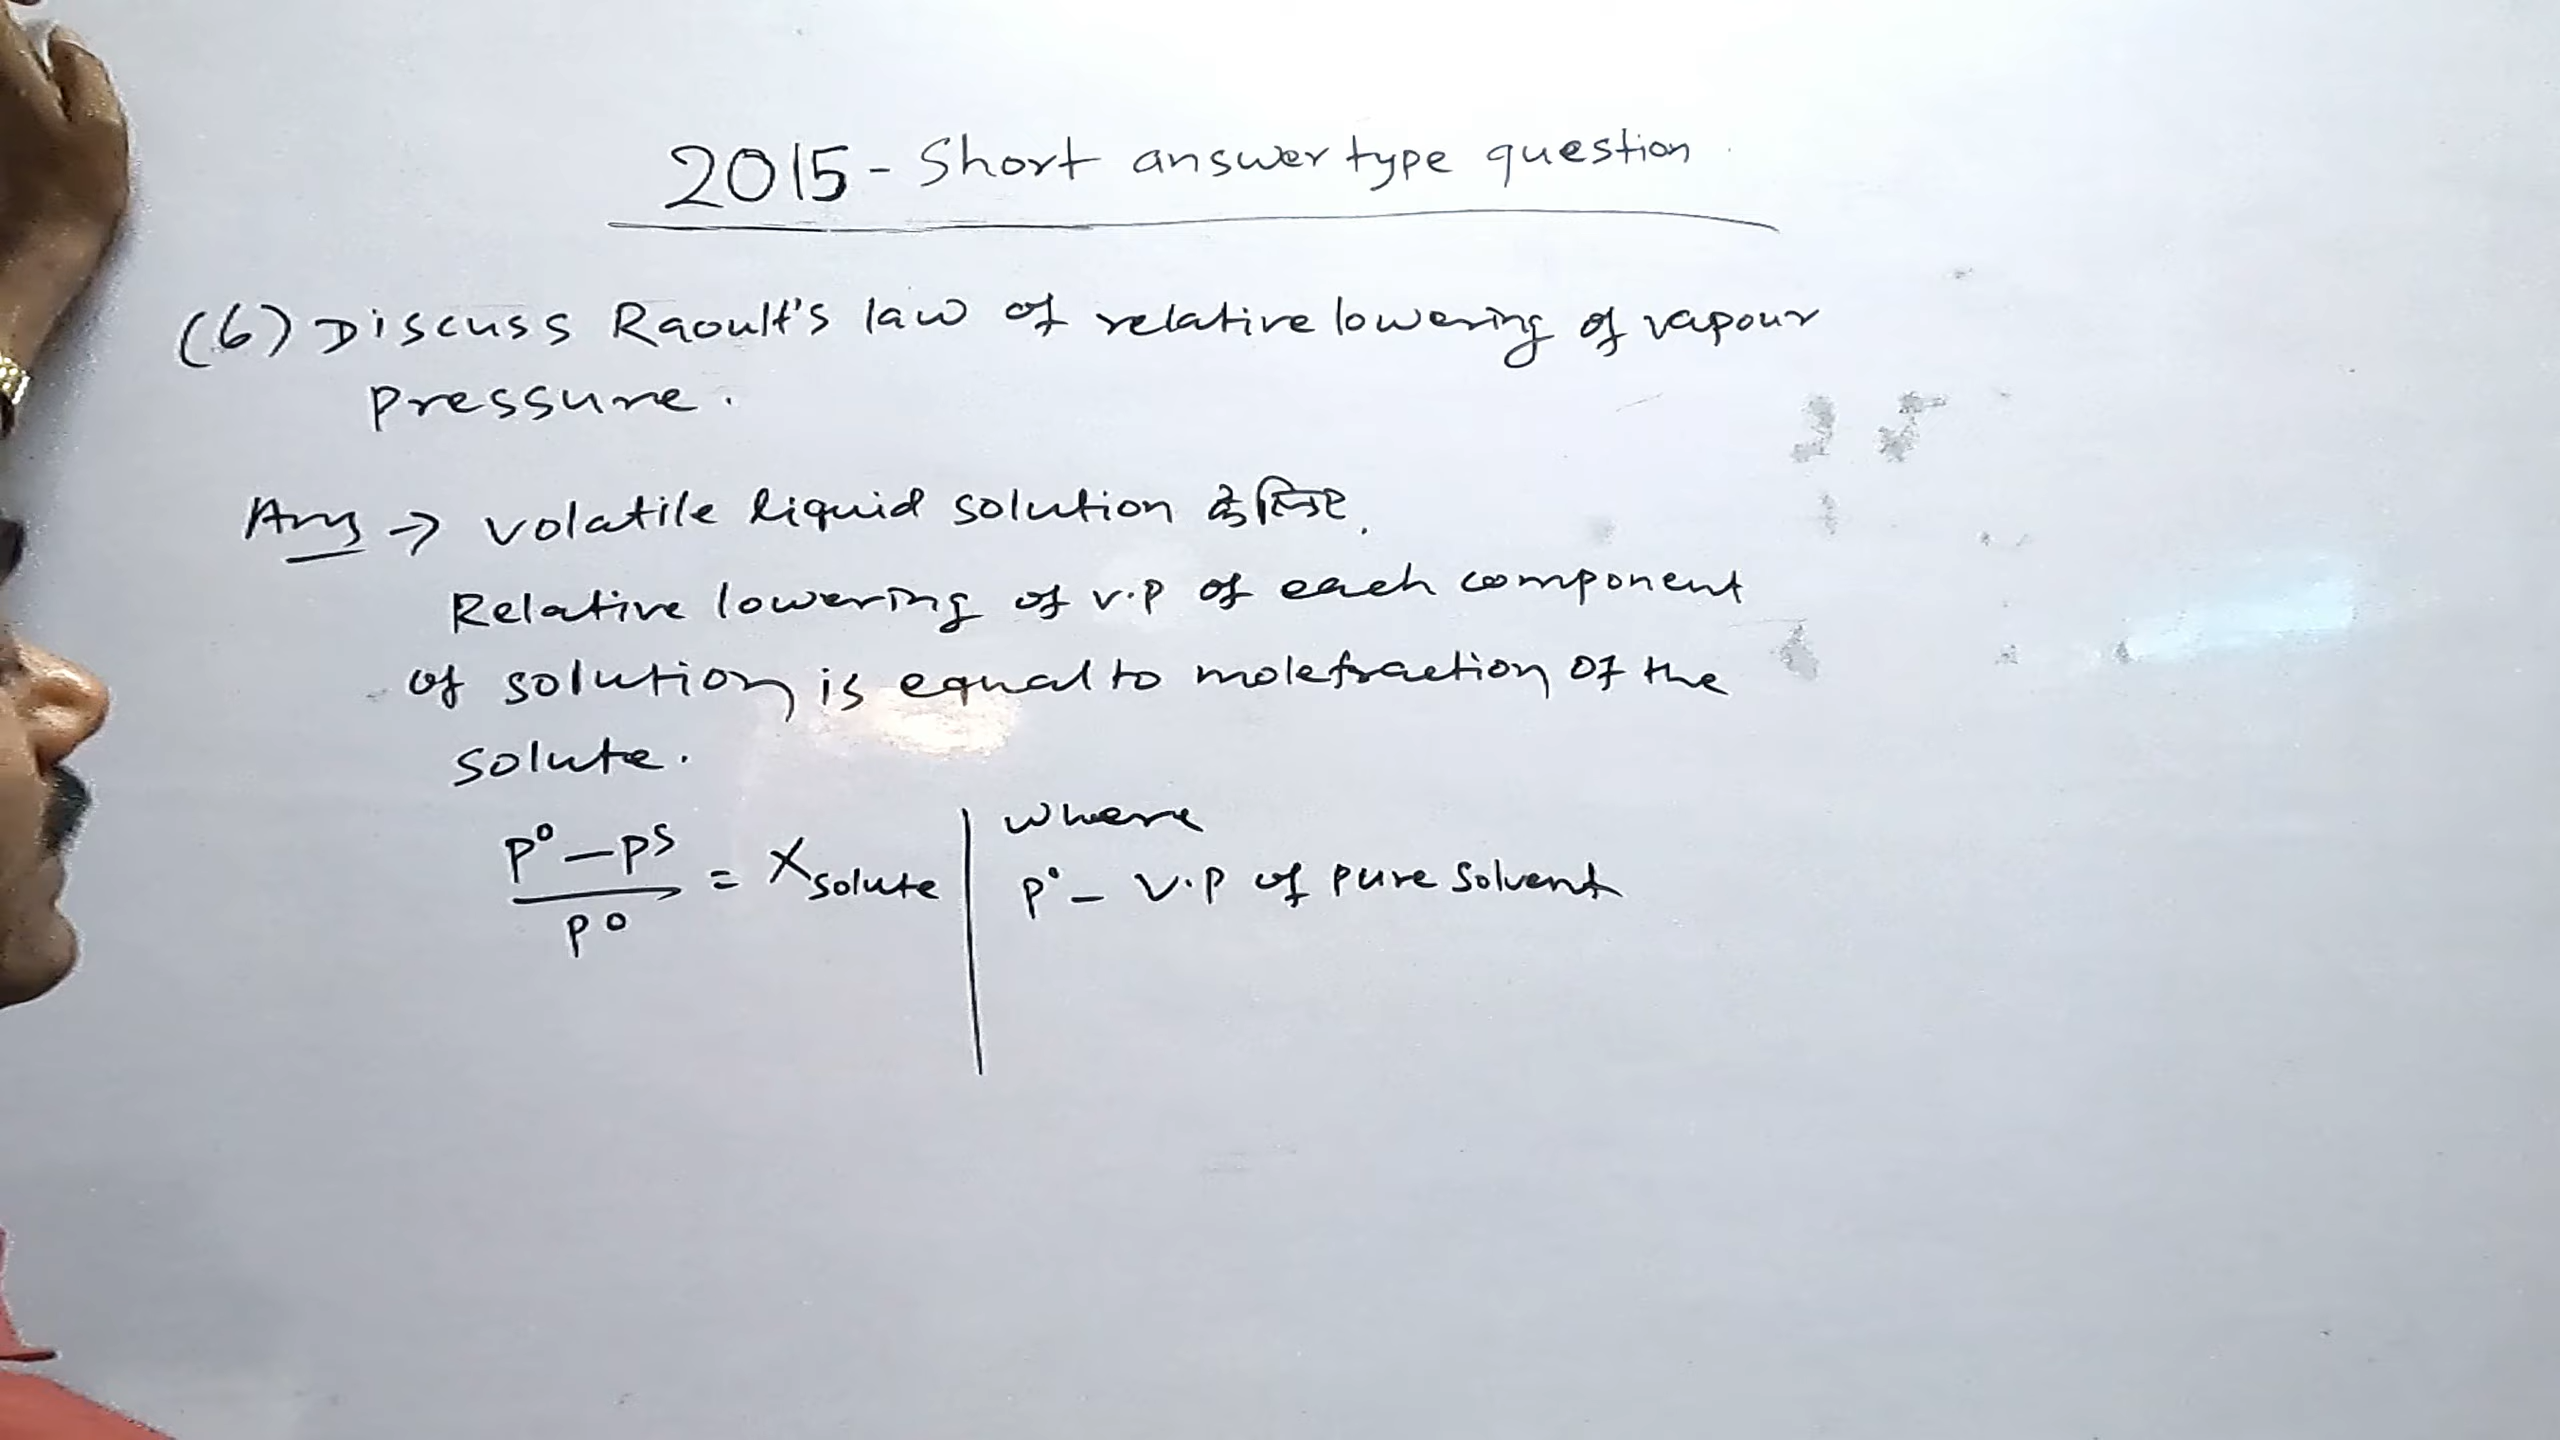 2015 - Short answer type question
(6) Discuss Raoult's law of relative lowering of vapour
pressure.
Ans → volatile liquid solution के लिए,
Relative lowering of v.p of each component
of solution is equal to molefraction of the
solute.
(p⁰ - pˢ) / p⁰ = X solute
where
p° - V.P of pure solvent